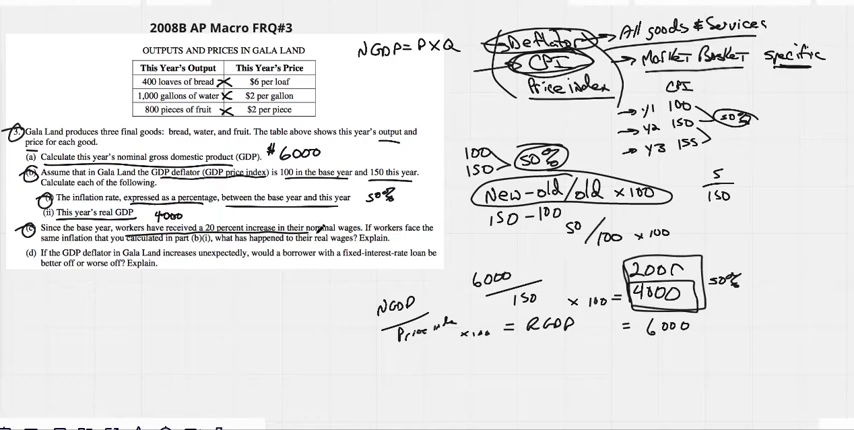 2008B AP Macro FRQ#3
OUTPUTS AND PRICES IN GALA LAND
This Year's Output This Year's Price
400 loaves of bread $6 per loaf
1,000 gallons of water $2 per gallon
800 pieces of fruit $2 per piece
3. Gala Land produces three final goods: bread, water, and fruit. The table above shows this year's output and
price for each good.
(a) Calculate this year's nominal gross domestic product (GDP). $6000
(b) Assume that in Gala Land the GDP deflator (GDP price index) is 100 in the base year and 150 this year.
Calculate each of the following.
(i) The inflation rate, expressed as a percentage, between the base year and this year 50%
(ii) This year's real GDP 4000
(c) Since the base year, workers have received a 20 percent increase in their nominal wages. If workers face the
same inflation that you calculated in part (b)(i), what has happened to their real wages? Explain.
(d) If the GDP deflator in Gala Land increases unexpectedly, would a borrower with a fixed-interest-rate loan be
better off or worse off? Explain.
NGDP = P X Q
Deflator → All goods & Services
CPI → Market Basket specific
Price index
CPI
→ Y1 100
→ Y2 150 50%
→ Y3 155
100
150 50%
New-old/old x 100
150 - 100
50/100 x 100
5
150
6000
150 x 100 = 4000
2000
50%
NGDP
Price x100 = RGDP = 6000